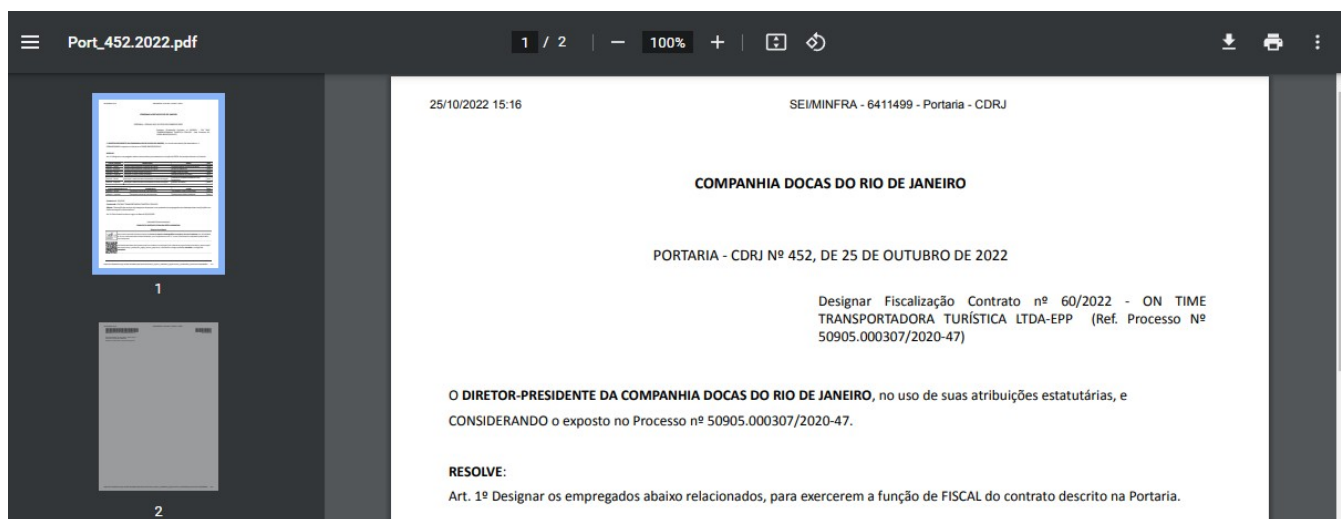 Port_452.2022.pdf
1 / 2
100%
1
2
25/10/2022 15:16
SEI/MINFRA - 6411499 - Portaria - CDRJ
COMPANHIA DOCAS DO RIO DE JANEIRO
PORTARIA - CDRJ Nº 452, DE 25 DE OUTUBRO DE 2022
Designar Fiscalização Contrato nº 60/2022 - ON TIME
TRANSPORTADORA TURÍSTICA LTDA-EPP (Ref. Processo Nº
50905.000307/2020-47)
O DIRETOR-PRESIDENTE DA COMPANHIA DOCAS DO RIO DE JANEIRO, no uso de suas atribuições estatutárias, e
CONSIDERANDO o exposto no Processo nº 50905.000307/2020-47.
RESOLVE:
Art. 1º Designar os empregados abaixo relacionados, para exercerem a função de FISCAL do contrato descrito na Portaria.